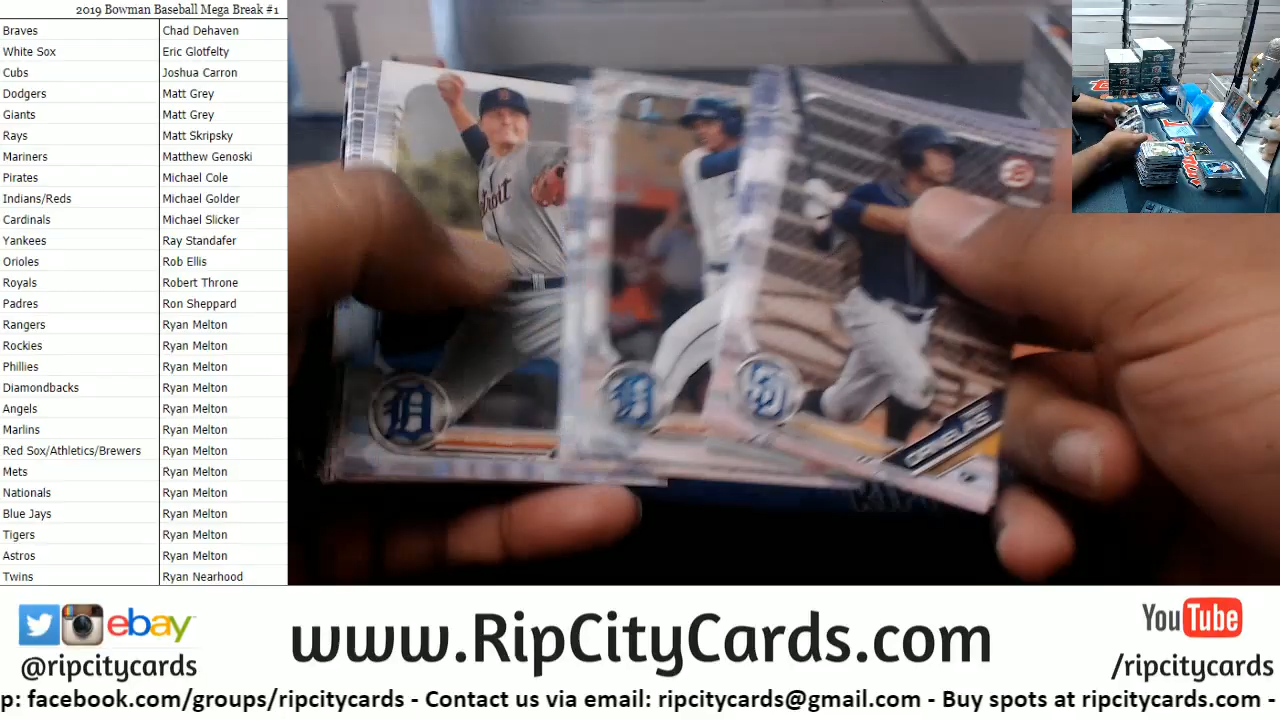 2019 Bowman Baseball Mega Break #1
Braves Chad Dehaven
White Sox Eric Glotfelty
Cubs Joshua Carron
Dodgers Matt Grey
Giants Matt Grey
Rays Matt Skripsky
Mariners Matthew Genoski
Pirates Michael Cole
Indians/Reds Michael Golder
Cardinals Michael Slicker
Yankees Ray Standafer
Orioles Rob Ellis
Royals Robert Throne
Padres Ron Sheppard
Rangers Ryan Melton
Rockies Ryan Melton
Phillies Ryan Melton
Diamondbacks Ryan Melton
Angels Ryan Melton
Marlins Ryan Melton
Red Sox/Athletics/Brewers Ryan Melton
Mets Ryan Melton
Nationals Ryan Melton
Blue Jays Ryan Melton
Tigers Ryan Melton
Astros Ryan Melton
Twins Ryan Nearhood
Detroit
D
D
SD
ORNELAS
ebay
@ripcitycards
www.RipCityCards.com
YouTube
/ripcitycards
p: facebook.com/groups/ripcitycards - Contact us via email: ripcitycards@gmail.com - Buy spots at ripcitycards.com -